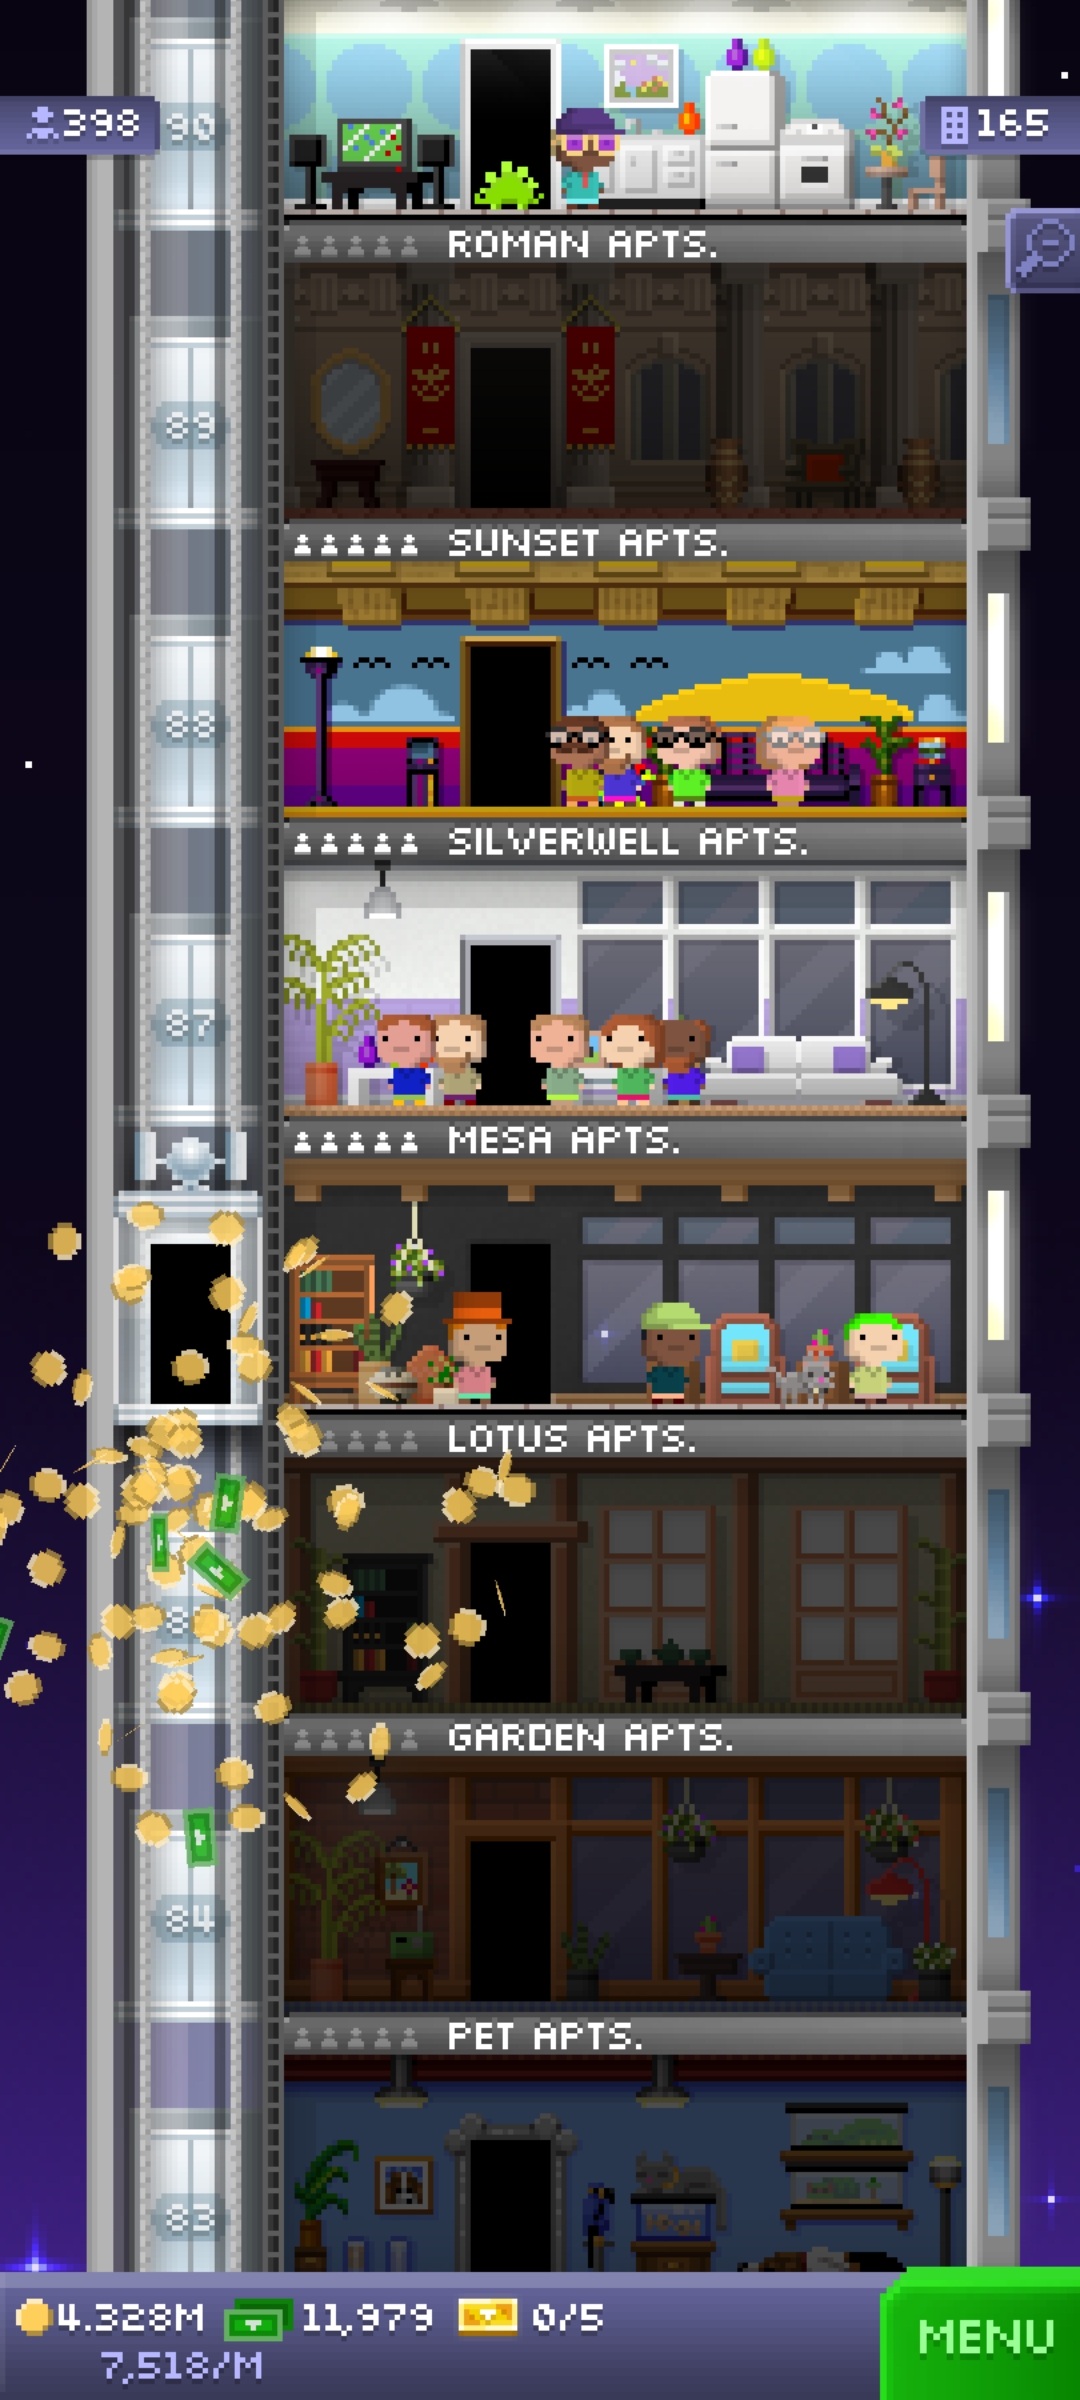 398
90
165
ROMAN APTS.
89
SUNSET APTS.
88
SILVERWELL APTS.
87
MESA APTS.
LOTUS APTS.
8
GARDEN APTS.
84
PET APTS.
83
4.328M 11,979 0/5
7,518/M
MENU